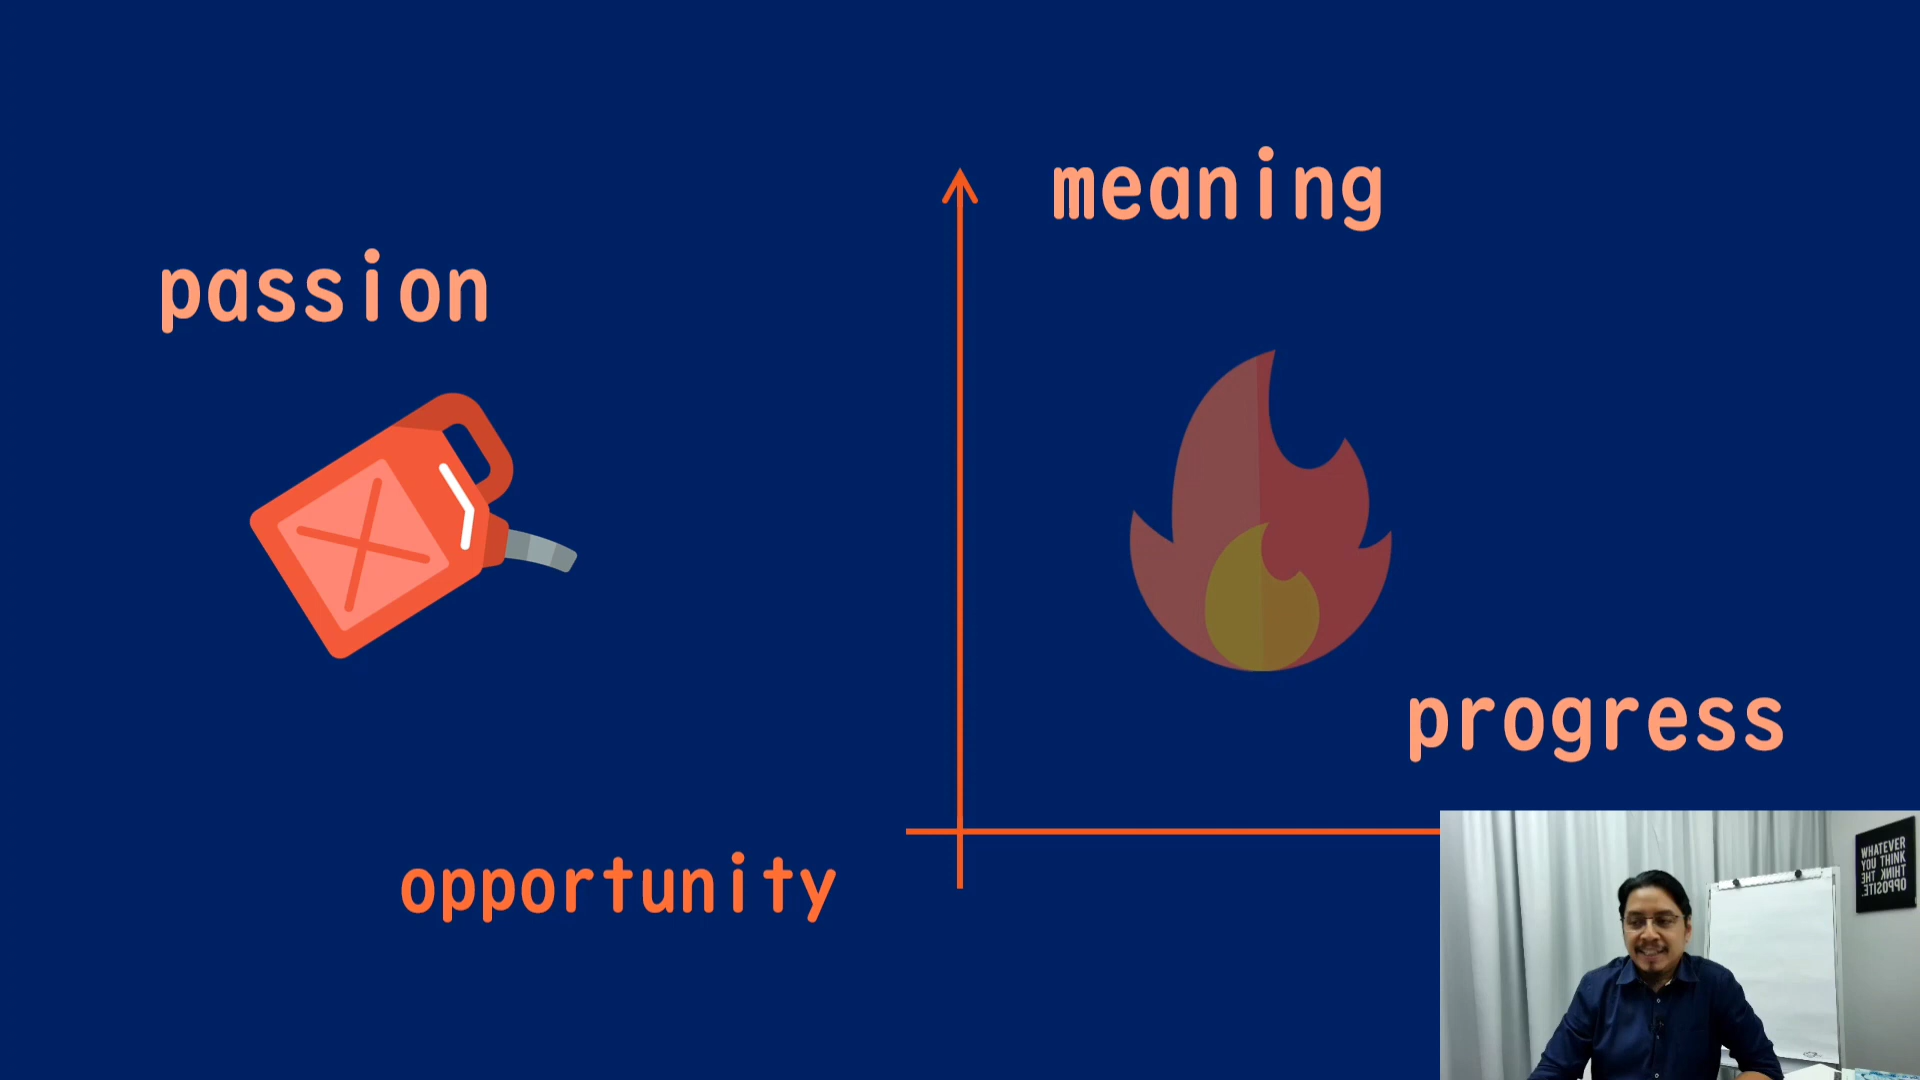 meaning
passion
progress
opportunity
WHATEVER
YOU THINK
THINK THE
OPPOSITE.